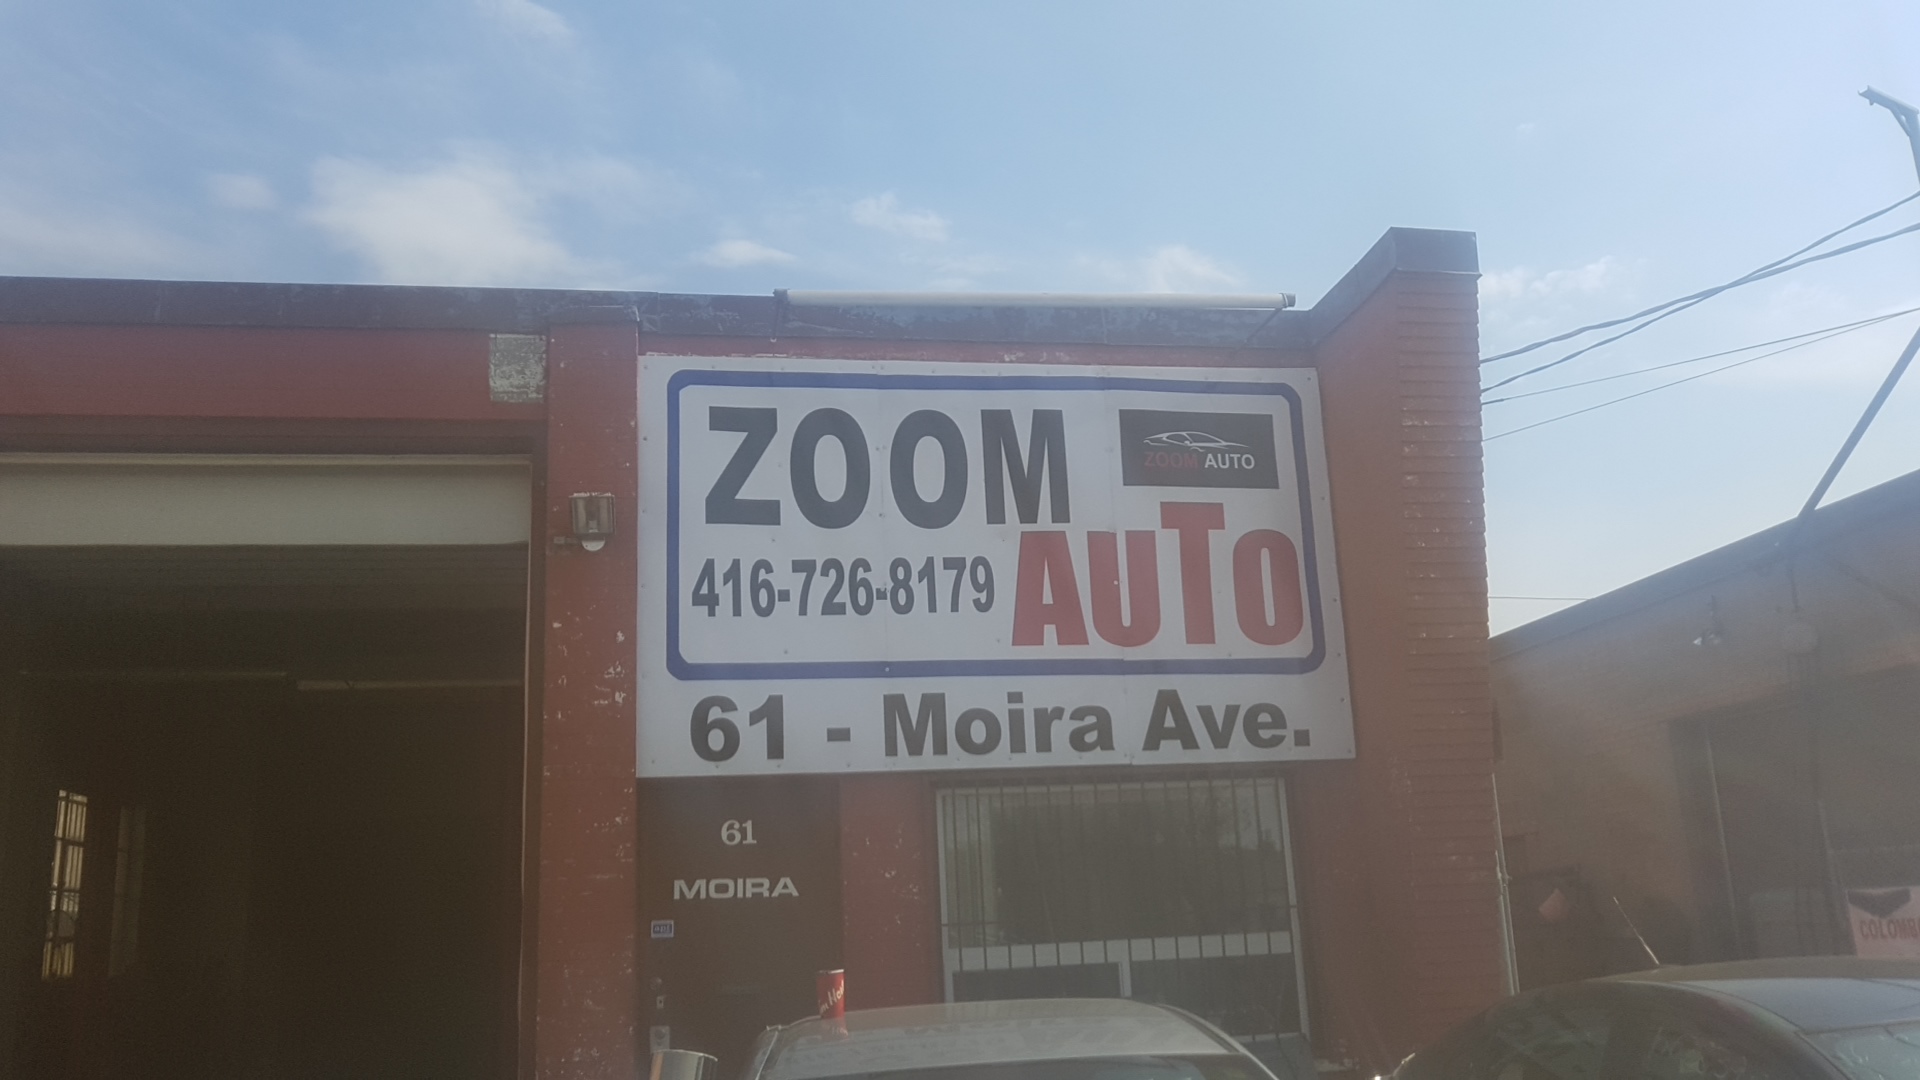 ZOOM
ZOOM AUTO
416-726-8179
AUTO
61 - Moira Ave.
61
MOIRA